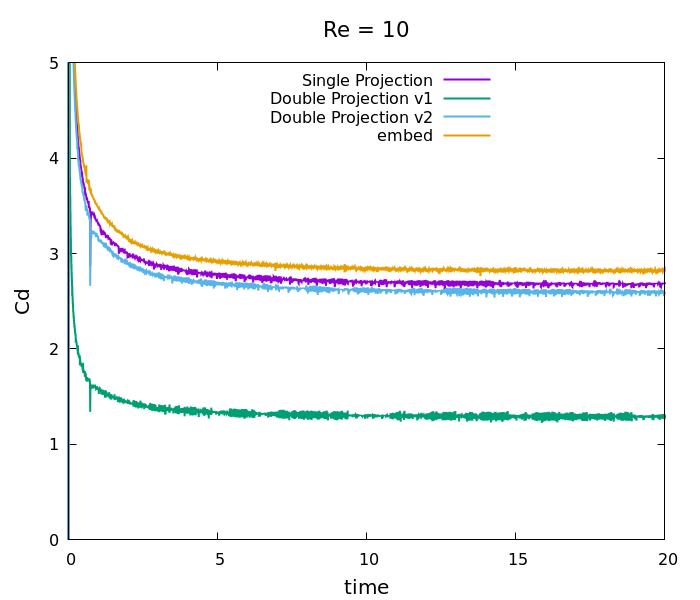 Re = 10
Single Projection
Double Projection v1
Double Projection v2
embed
5
4
3
2
1
0
Cd
0 5 10 15 20
time